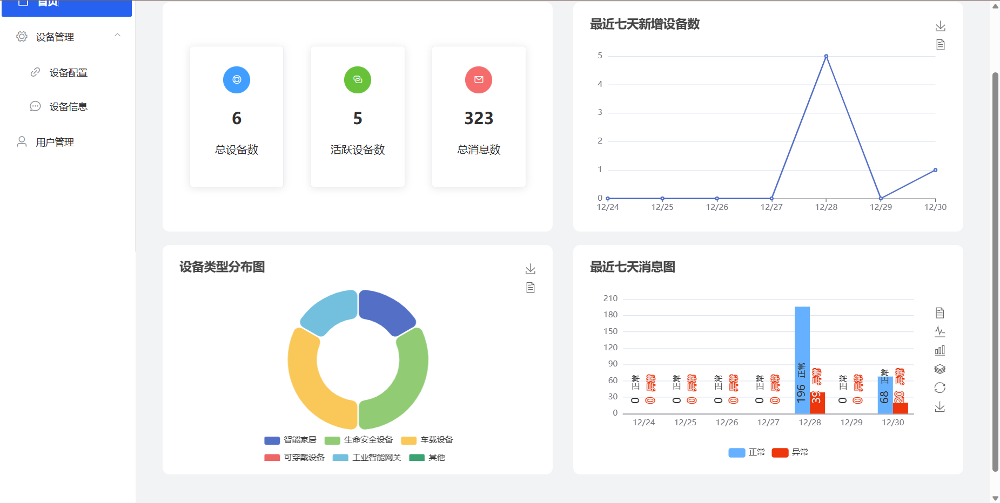 首页
设备管理
设备配置
设备信息
用户管理
6
总设备数
5
活跃设备数
323
总消息数
最近七天新增设备数
5
4
3
2
1
0
12/24 12/25 12/26 12/27 12/28 12/29 12/30
设备类型分布图
智能家居 生命安全设备 车载设备
可穿戴设备 工业智能网关 其他
最近七天消息图
210
180
150
120
90
60
30
0
0 正常
0 异常
0 正常
0 异常
0 正常
0 异常
0 正常
0 异常
196 正常
39 异常
0 正常
0 异常
68 正常
20 异常
12/24 12/25 12/26 12/27 12/28 12/29 12/30
正常 异常